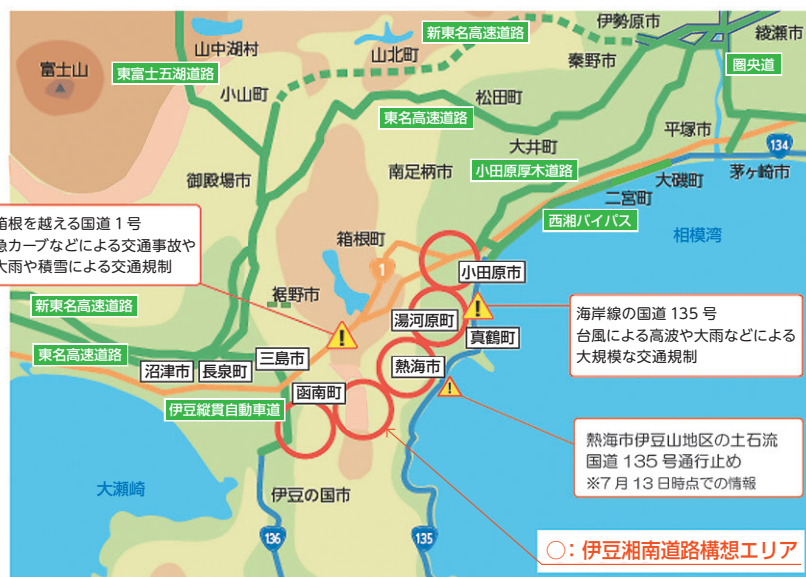 伊勢原市
綾瀬市
新東名高速道路
山中湖村
山北町
秦野市
圏央道
富士山
東富士五湖道路
小山町
松田町
東名高速道路
平塚市
大井町
134
御殿場市
南足柄市
小田原厚木道路
大磯町
茅ヶ崎市
二宮町
西湘バイパス
相模湾
箱根を越える国道1号
急カーブなどによる交通事故や
大雨や積雪による交通規制
箱根町
1
小田原市
裾野市
新東名高速道路
湯河原町
真鶴町
海岸線の国道 135 号
台風による高波や大雨などによる
大規模な交通規制
東名高速道路
沼津市
長泉町
三島市
熱海市
函南町
伊豆縦貫自動車道
熱海市伊豆山地区の土石流
国道 135 号通行止め
※7月13日時点での情報
大瀬崎
伊豆の国市
136
135
○：伊豆湘南道路構想エリア